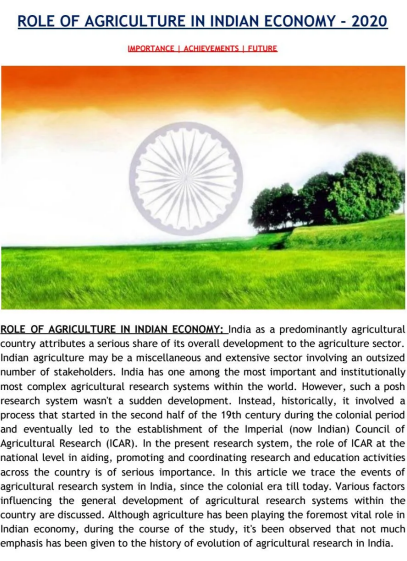 ROLE OF AGRICULTURE IN INDIAN ECONOMY - 2020
IMPORTANCE | ACHIEVEMENTS | FUTURE
ROLE OF AGRICULTURE IN INDIAN ECONOMY: India as a predominantly agricultural
country attributes a serious share of its overall development to the agriculture sector.
Indian agriculture may be a miscellaneous and extensive sector involving an outsized
number of stakeholders. India has one among the most important and institutionally
most complex agricultural research systems within the world. However, such a posh
research system wasn't a sudden development. Instead, historically, it involved a
process that started in the second half of the 19th century during the colonial period
and eventually led to the establishment of the Imperial (now Indian) Council of
Agricultural Research (ICAR). In the present research system, the role of ICAR at the
national level in aiding, promoting and coordinating research and education activities
across the country is of serious importance. In this article we trace the events of
agricultural research system in India, since the colonial era till today. Various factors
influencing the general development of agricultural research systems within the
country are discussed. Although agriculture has been playing the foremost vital role in
Indian economy, during the course of the study, it's been observed that not much
emphasis has been given to the history of evolution of agricultural research in India.